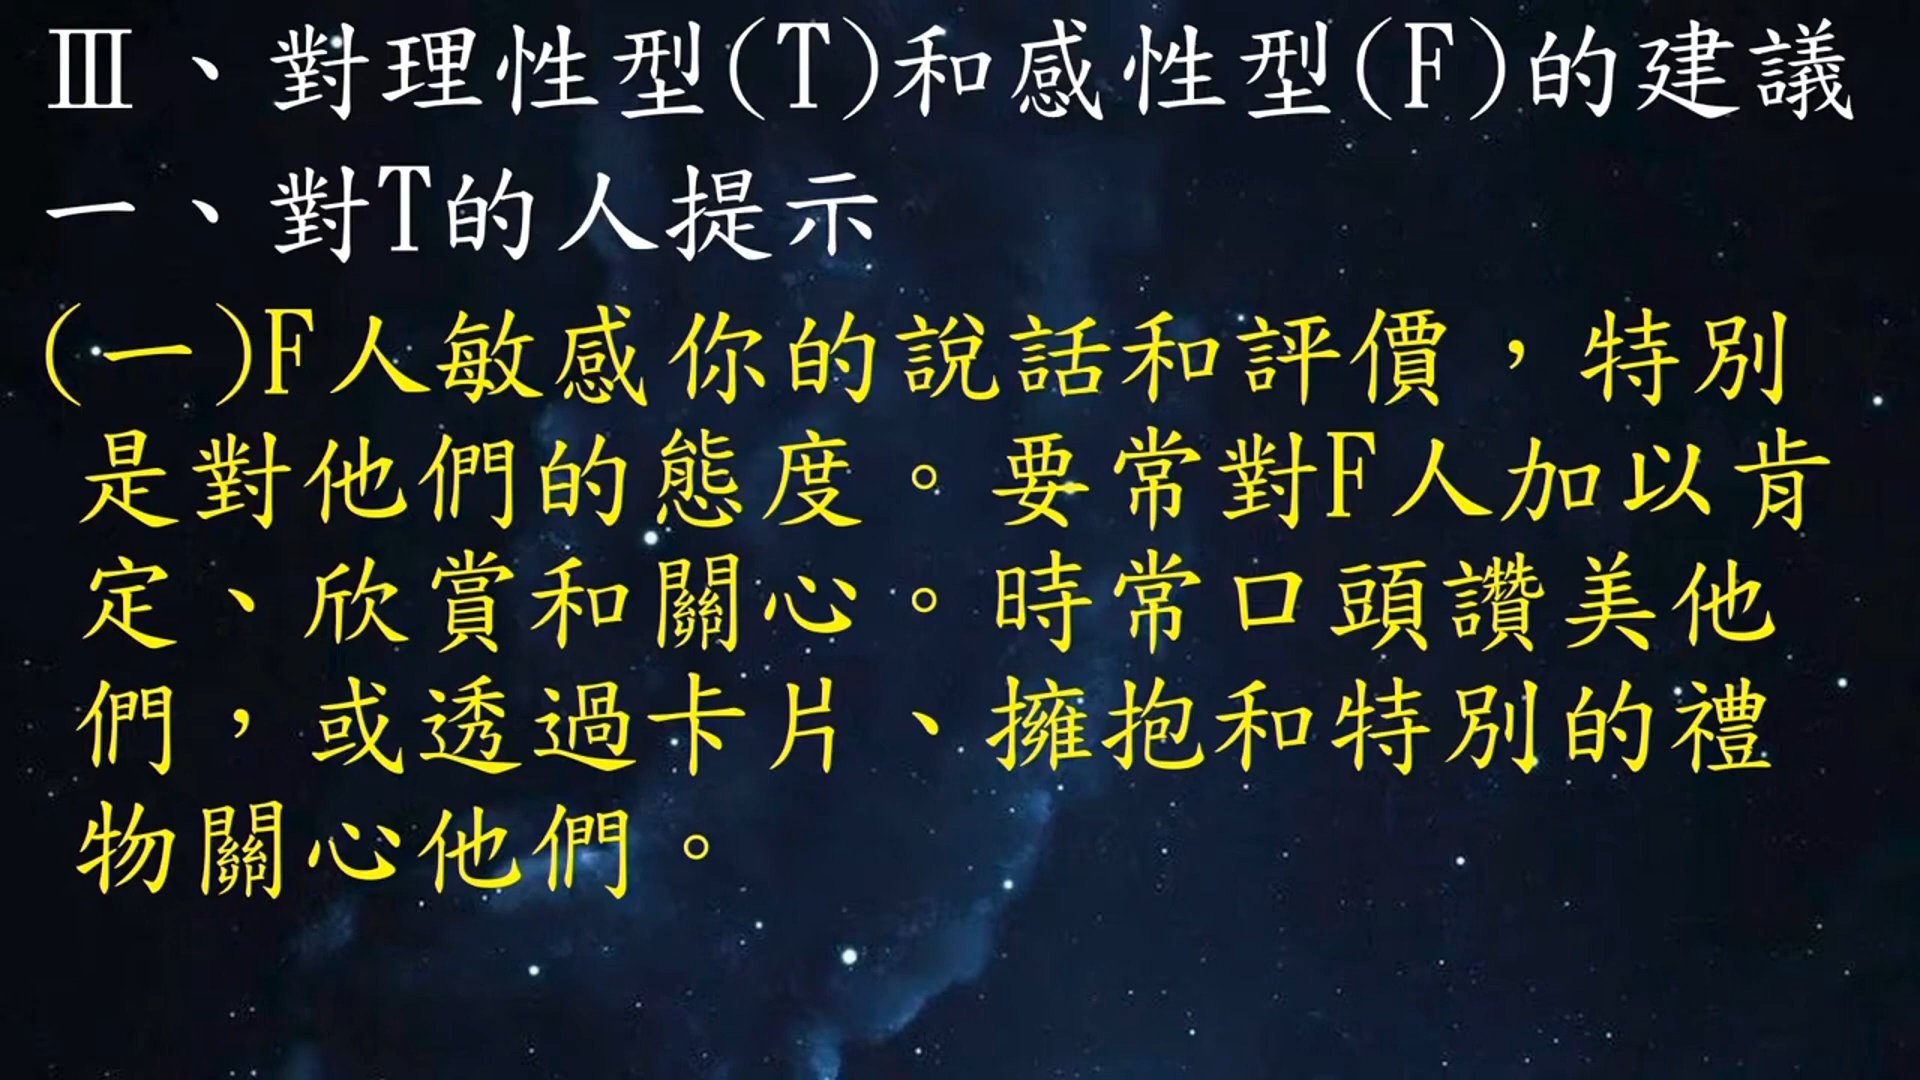 Ⅲ、對理性型(T)和感性型(F)的建議
一、對T的人提示
(一)F人敏感你的說話和評價，特別
是對他們的態度。要常對F人加以肯
定、欣賞和關心。時常口頭讚美他
們，或透過卡片、擁抱和特別的禮
物關心他們。